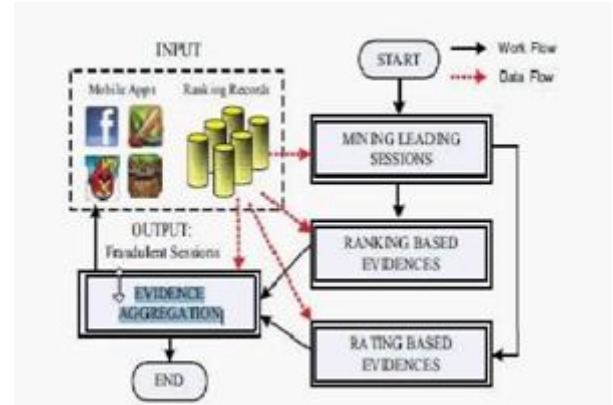 INPUT
Mobile Apps
Ranking Records
START
Work Flow
Data Flow
MINING LEADING
SESSIONS
OUTPUT:
Fraudulent Sessions
RANKING BASED
EVIDENCES
EVIDENCE
AGGREGATION
RATING BASED
EVIDENCES
END